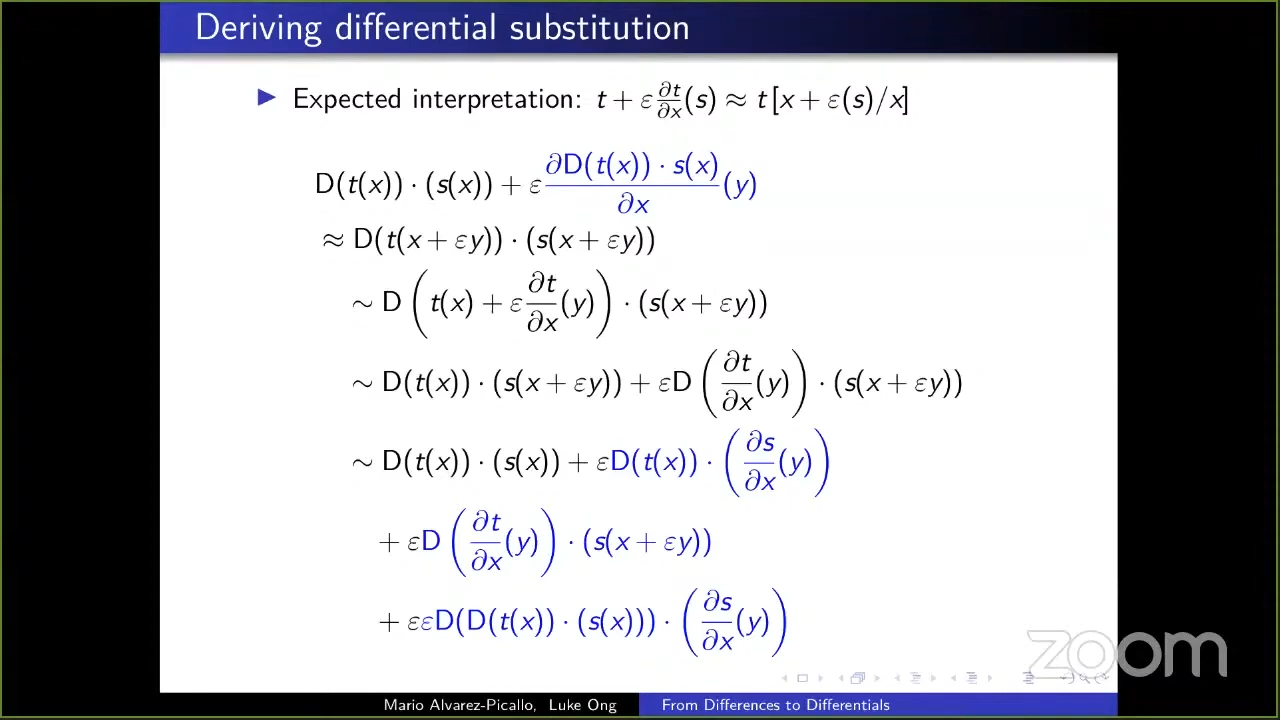 Deriving differential substitution
▶ Expected interpretation: t + ε ∂t/∂x (s) ≈ t [x + ε(s)/x]
D(t(x)) · (s(x)) + ε ∂D(t(x)) · s(x)/∂x (y)
≈ D(t(x + εy)) · (s(x + εy))
∼ D (t(x) + ε ∂t/∂x (y)) · (s(x + εy))
∼ D(t(x)) · (s(x + εy)) + εD (∂t/∂x (y)) · (s(x + εy))
∼ D(t(x)) · (s(x)) + εD(t(x)) · (∂s/∂x (y))
+ εD (∂t/∂x (y)) · (s(x + εy))
+ εεD(D(t(x)) · (s(x))) · (∂s/∂x (y))
zoom
Mario Alvarez-Picallo, Luke Ong From Differences to Differentials